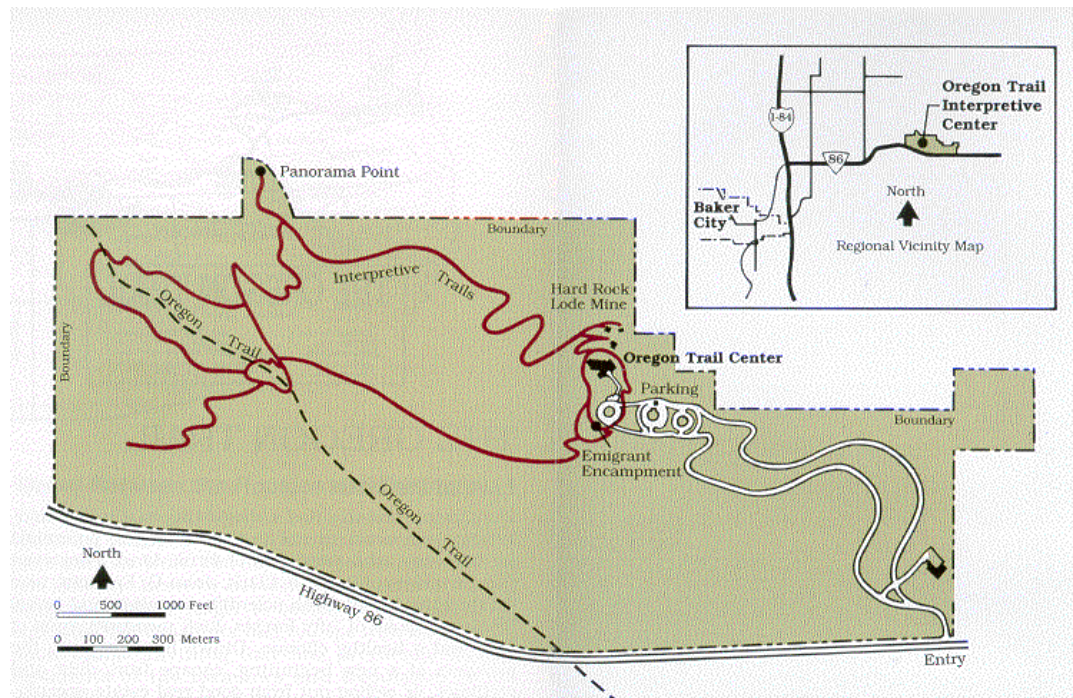 Panorama Point
Boundary
Interpretive Trails
Hard Rock
Lode Mine
Oregon Trail Center
Parking
Boundary
Emigrant
Encampment
Oregon
Trail
Boundary
Oregon
Trail
Highway 86
Entry
North
0 500 1000 Feet
0 100 200 300 Meters
I-84
86
Oregon Trail
Interpretive
Center
Baker
City
North
Regional Vicinity Map